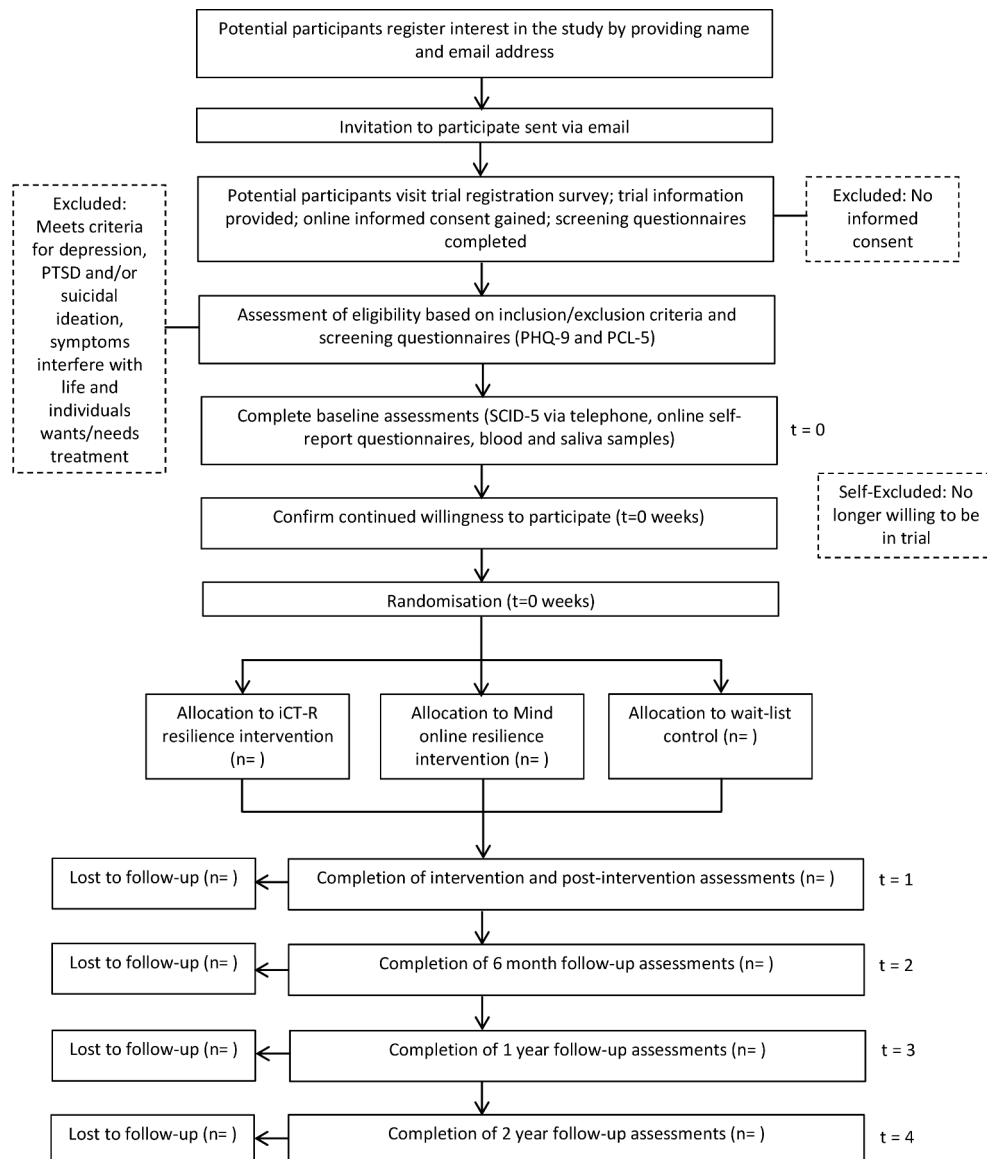 Potential participants register interest in the study by providing name
and email address
Invitation to participate sent via email
Potential participants visit trial registration survey; trial information
provided; online informed consent gained; screening questionnaires
completed
Excluded: No
informed
consent
Excluded:
Meets criteria
for depression,
PTSD and/or
suicidal
ideation,
symptoms
interfere with
life and
individuals
wants/needs
treatment
Assessment of eligibility based on inclusion/exclusion criteria and
screening questionnaires (PHQ-9 and PCL-5)
Complete baseline assessments (SCID-5 via telephone, online self-
report questionnaires, blood and saliva samples)
t = 0
Self-Excluded: No
longer willing to be
in trial
Confirm continued willingness to participate (t=0 weeks)
Randomisation (t=0 weeks)
Allocation to iCT-R
resilience intervention
(n= )
Allocation to Mind
online resilience
intervention (n= )
Allocation to wait-list
control (n= )
Lost to follow-up (n= )
Completion of intervention and post-intervention assessments (n= )
t = 1
Lost to follow-up (n= )
Completion of 6 month follow-up assessments (n= )
t = 2
Lost to follow-up (n= )
Completion of 1 year follow-up assessments (n= )
t = 3
Lost to follow-up (n= )
Completion of 2 year follow-up assessments (n= )
t = 4